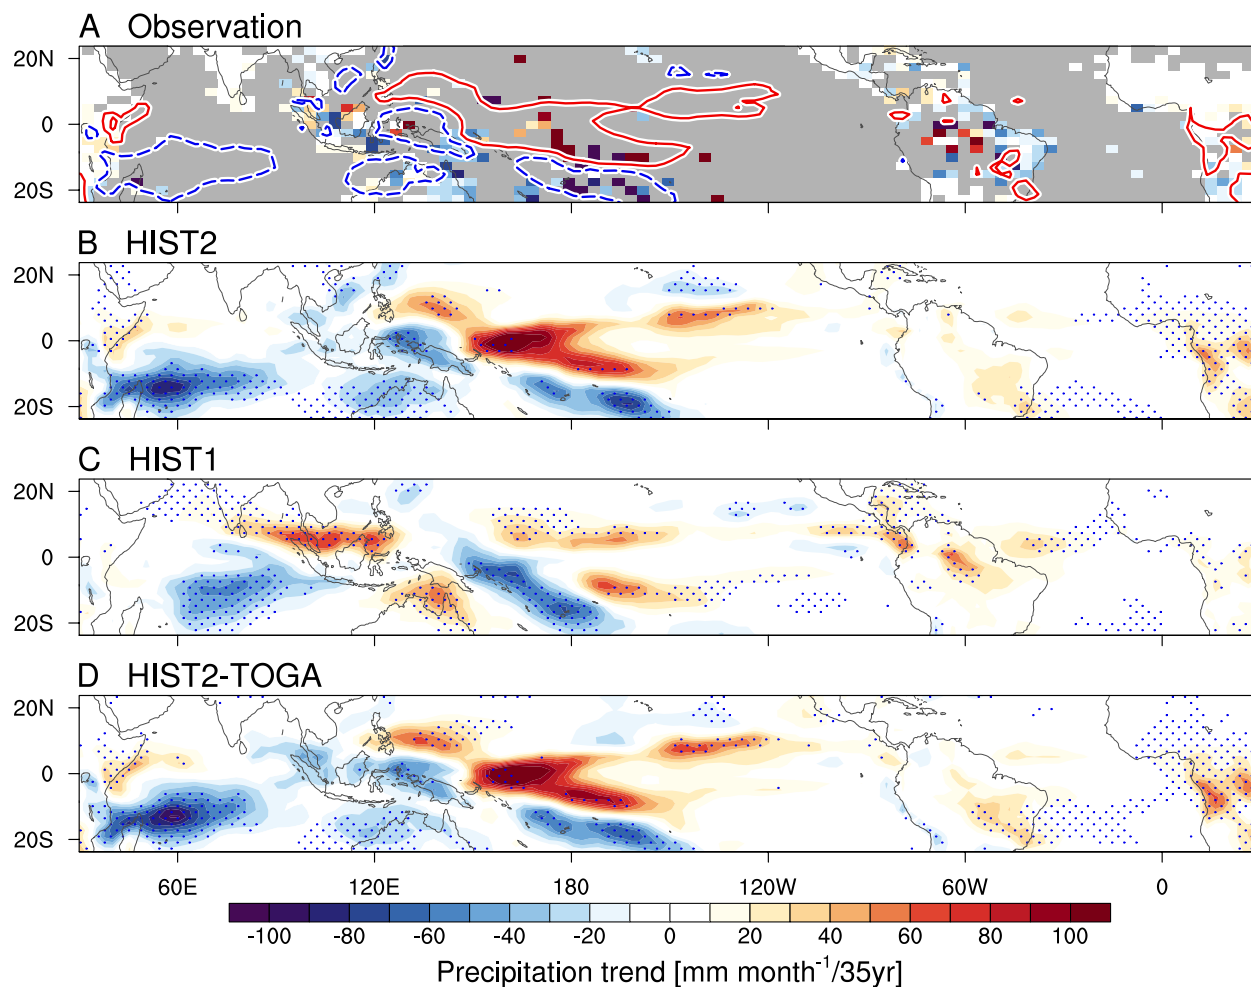 A Observation
20N
0
20S
B HIST2
20N
0
20S
C HIST1
20N
0
20S
D HIST2-TOGA
20N
0
20S
60E 120E 180 120W 60W 0
-100 -80 -60 -40 -20 0 20 40 60 80 100
Precipitation trend [mm month⁻¹/35yr]